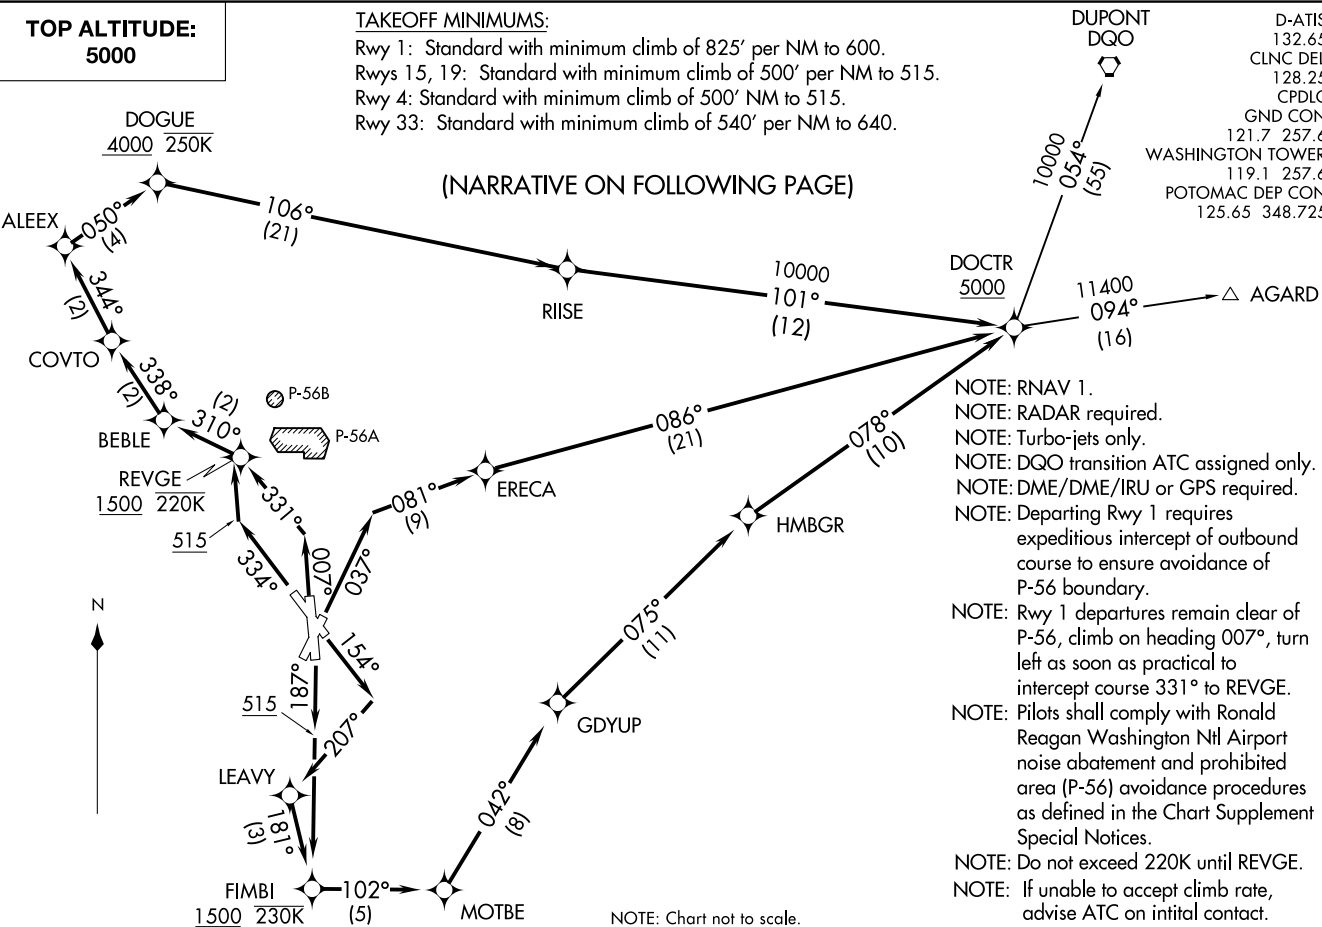 TOP ALTITUDE:
5000
TAKEOFF MINIMUMS:
Rwy 1: Standard with minimum climb of 825' per NM to 600.
Rwys 15, 19: Standard with minimum climb of 500' per NM to 515.
Rwy 4: Standard with minimum climb of 500' NM to 515.
Rwy 33: Standard with minimum climb of 540' per NM to 640.
(NARRATIVE ON FOLLOWING PAGE)
DUPONT
DQO
D-ATIS
132.65
CLNC DEL
128.25
CPDLC
GND CON
121.7 257.6
WASHINGTON TOWER
119.1 257.6
POTOMAC DEP CON
125.65 348.725
DOGUE
4000 250K
ALEEX
050°
(4)
106°
(21)
10000
054°
(55)
344°
(2)
RIISE
10000
101°
(12)
DOCTR
5000
11400
094°
(16)
AGARD
COVTO
338°
(2)
BEBLE
(2)
310°
P-56B
P-56A
REVGE
1500 220K
515
334°
331°
007°
037°
081°
(9)
ERECA
086°
(21)
078°
(10)
HMBGR
N
187°
154°
515
207°
LEAVY
181°
(3)
075°
(11)
GDYUP
042°
(8)
FIMBI
1500 230K
102°
(5)
MOTBE
NOTE: Chart not to scale.
NOTE: RNAV 1.
NOTE: RADAR required.
NOTE: Turbo-jets only.
NOTE: DQO transition ATC assigned only.
NOTE: DME/DME/IRU or GPS required.
NOTE: Departing Rwy 1 requires
expeditious intercept of outbound
course to ensure avoidance of
P-56 boundary.
NOTE: Rwy 1 departures remain clear of
P-56, climb on heading 007°, turn
left as soon as practical to
intercept course 331° to REVGE.
NOTE: Pilots shall comply with Ronald
Reagan Washington Ntl Airport
noise abatement and prohibited
area (P-56) avoidance procedures
as defined in the Chart Supplement
Special Notices.
NOTE: Do not exceed 220K until REVGE.
NOTE: If unable to accept climb rate,
advise ATC on intital contact.